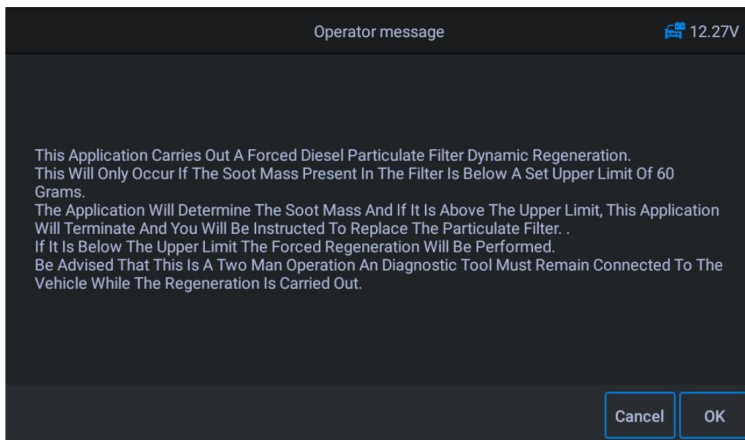 Operator message
12.27V
This Application Carries Out A Forced Diesel Particulate Filter Dynamic Regeneration.
This Will Only Occur If The Soot Mass Present In The Filter Is Below A Set Upper Limit Of 60
Grams.
The Application Will Determine The Soot Mass And If It Is Above The Upper Limit, This Application
Will Terminate And You Will Be Instructed To Replace The Particulate Filter. .
If It Is Below The Upper Limit The Forced Regeneration Will Be Performed.
Be Advised That This Is A Two Man Operation An Diagnostic Tool Must Remain Connected To The
Vehicle While The Regeneration Is Carried Out.
Cancel
OK